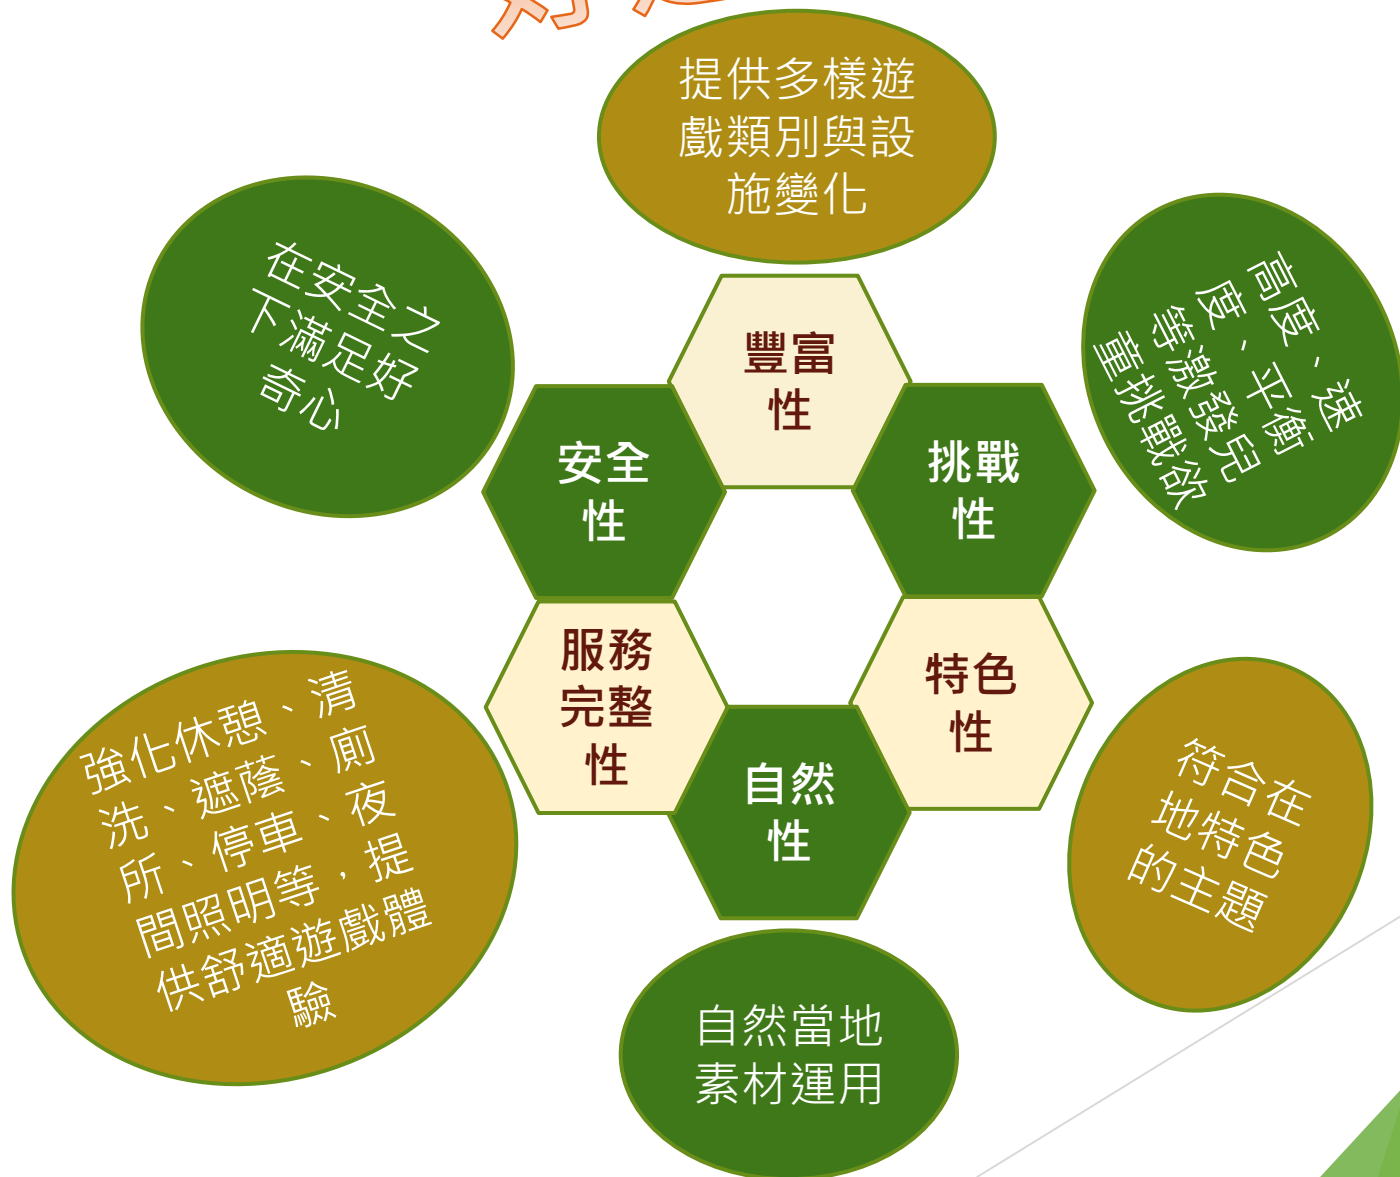 提供多樣遊
戲類別與設
施變化
在安全之
下滿足好
奇心
高度、速
度、平衡
等激發兒
童挑戰欲
豐富
性
安全
性
挑戰
性
服務
完整
性
特色
性
自然
性
強化休憩、清
洗、遮蔭、廁
所、停車、夜
間照明等，提
供舒適遊戲體
驗
符合在
地特色
的主題
自然當地
素材運用